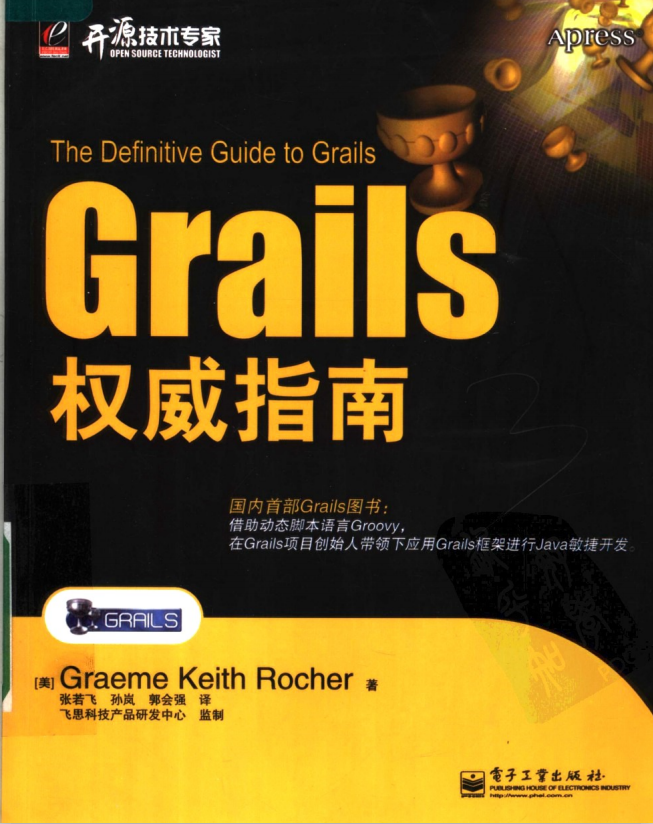 开源技术专家
OPEN SOURCE TECHNOLOGIST
Apress
The Definitive Guide to Grails
Grails
权威指南
国内首部Grails图书：
借助动态脚本语言Groovy，
在Grails项目创始人带领下应用Grails框架进行Java敏捷开发。
GRAILS
[美] Graeme Keith Rocher 著
张若飞 孙岚 郭会强 译
飞思科技产品研发中心 监制
電子工業出版社
PUBLISHING HOUSE OF ELECTRONICS INDUSTRY
http://www.phei.com.cn